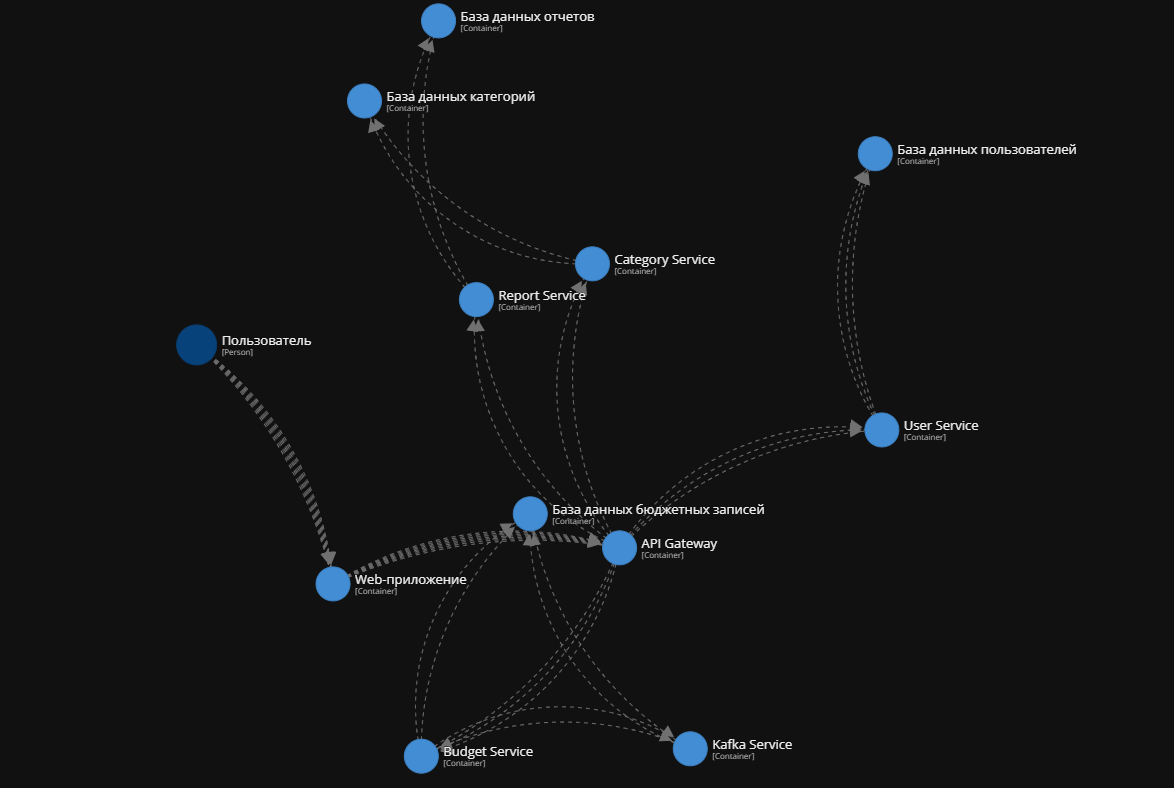 База данных отчетов
[Container]
База данных категорий
[Container]
База данных пользователей
[Container]
Category Service
[Container]
Report Service
[Container]
Пользователь
[Person]
User Service
[Container]
База данных бюджетных записей
[Container]
API Gateway
[Container]
Web-приложение
[Container]
Kafka Service
[Container]
Budget Service
[Container]